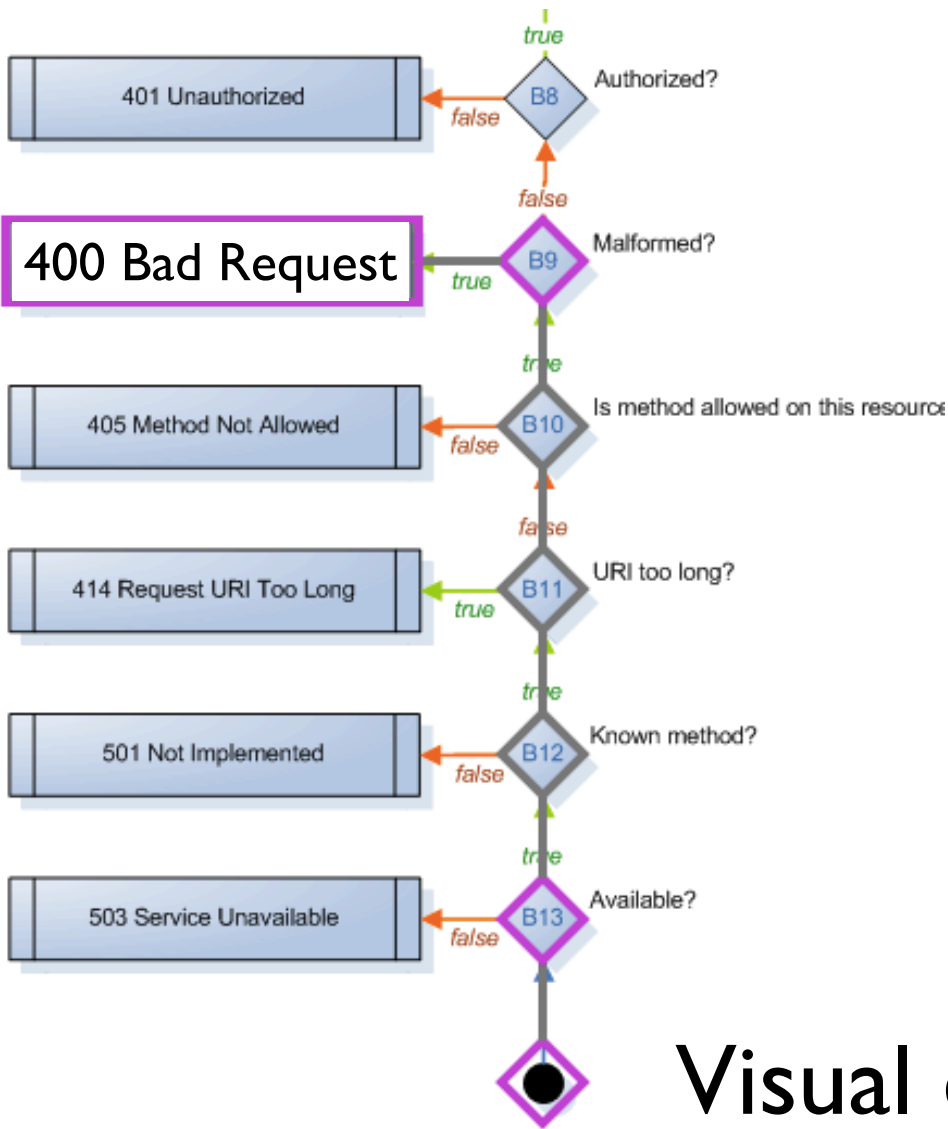 true
Authorized?
401 Unauthorized
B8
false
false
Malformed?
400 Bad Request
B9
true
true
Is method allowed on this resource
405 Method Not Allowed
B10
false
false
URI too long?
414 Request URI Too Long
B11
true
true
Known method?
501 Not Implemented
B12
false
true
Available?
503 Service Unavailable
B13
false
Visual